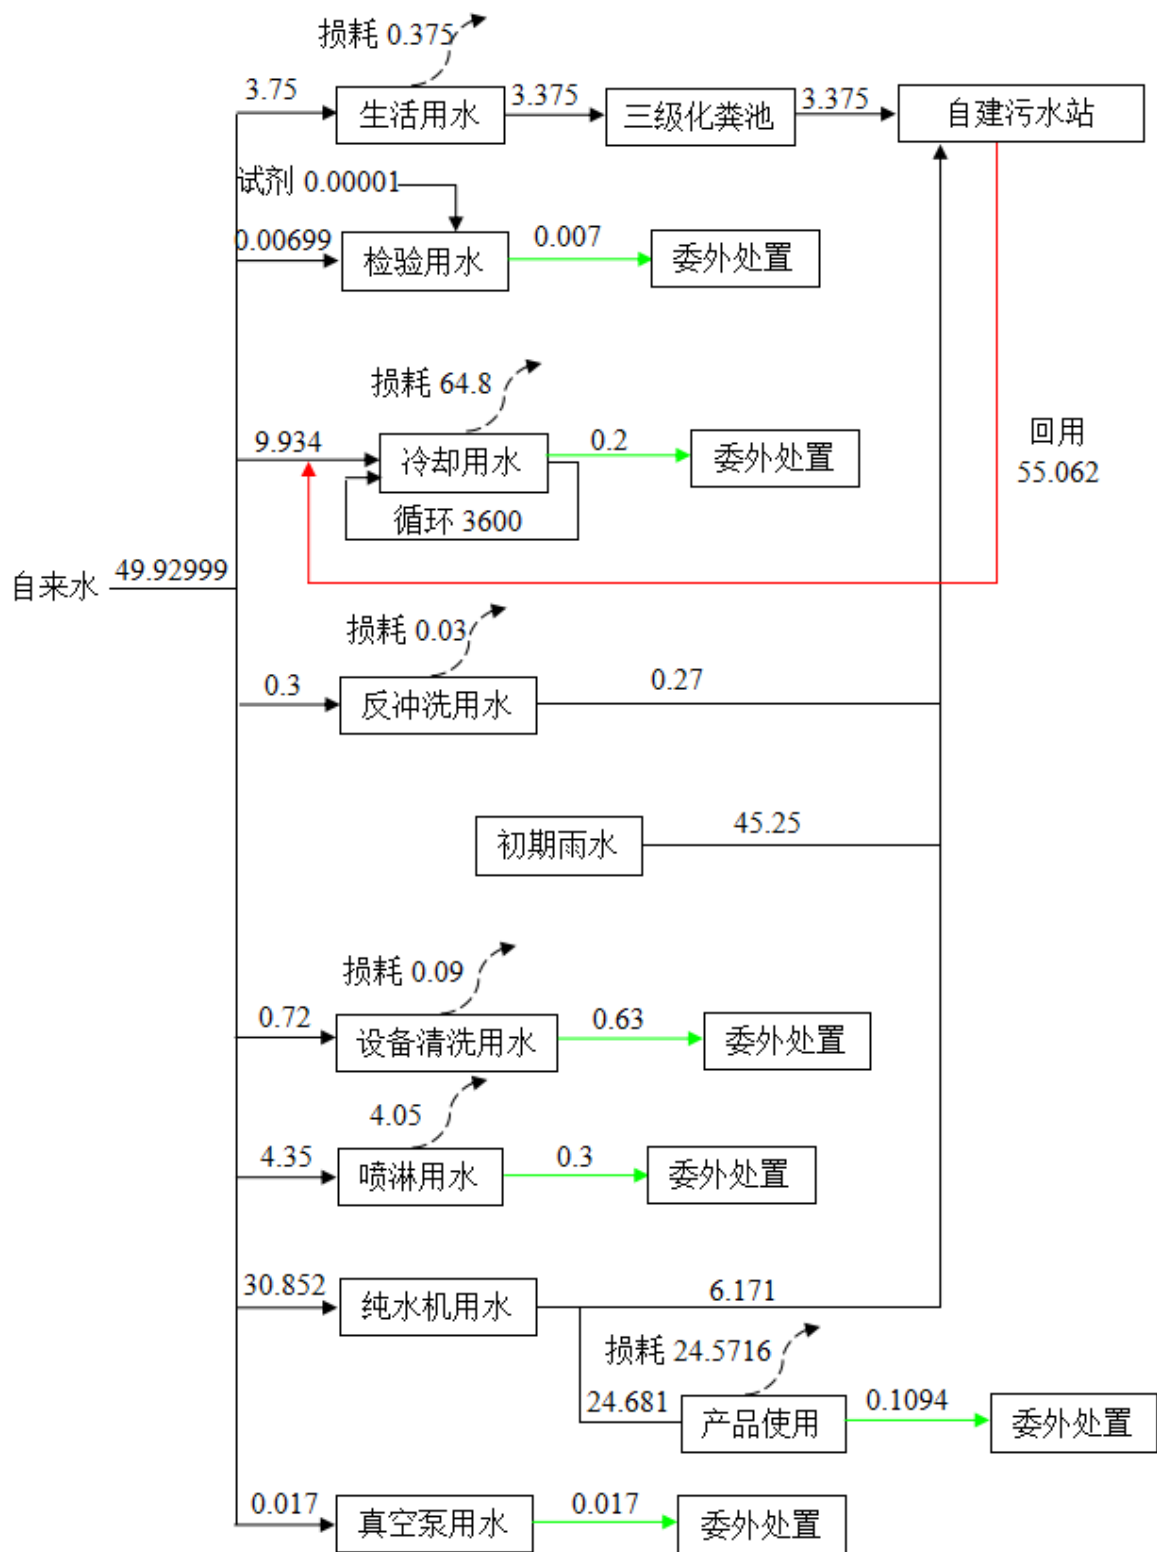 损耗 0.375
3.75
生活用水
3.375
三级化粪池
3.375
自建污水站
试剂 0.00001
0.00699
检验用水
0.007
委外处置
损耗 64.8
9.934
冷却用水
0.2
委外处置
回用
55.062
循环 3600
自来水
49.92999
损耗 0.03
0.3
反冲洗用水
0.27
初期雨水
45.25
损耗 0.09
0.72
设备清洗用水
0.63
委外处置
4.05
4.35
喷淋用水
0.3
委外处置
30.852
纯水机用水
6.171
损耗 24.5716
24.681
产品使用
0.1094
委外处置
0.017
真空泵用水
0.017
委外处置